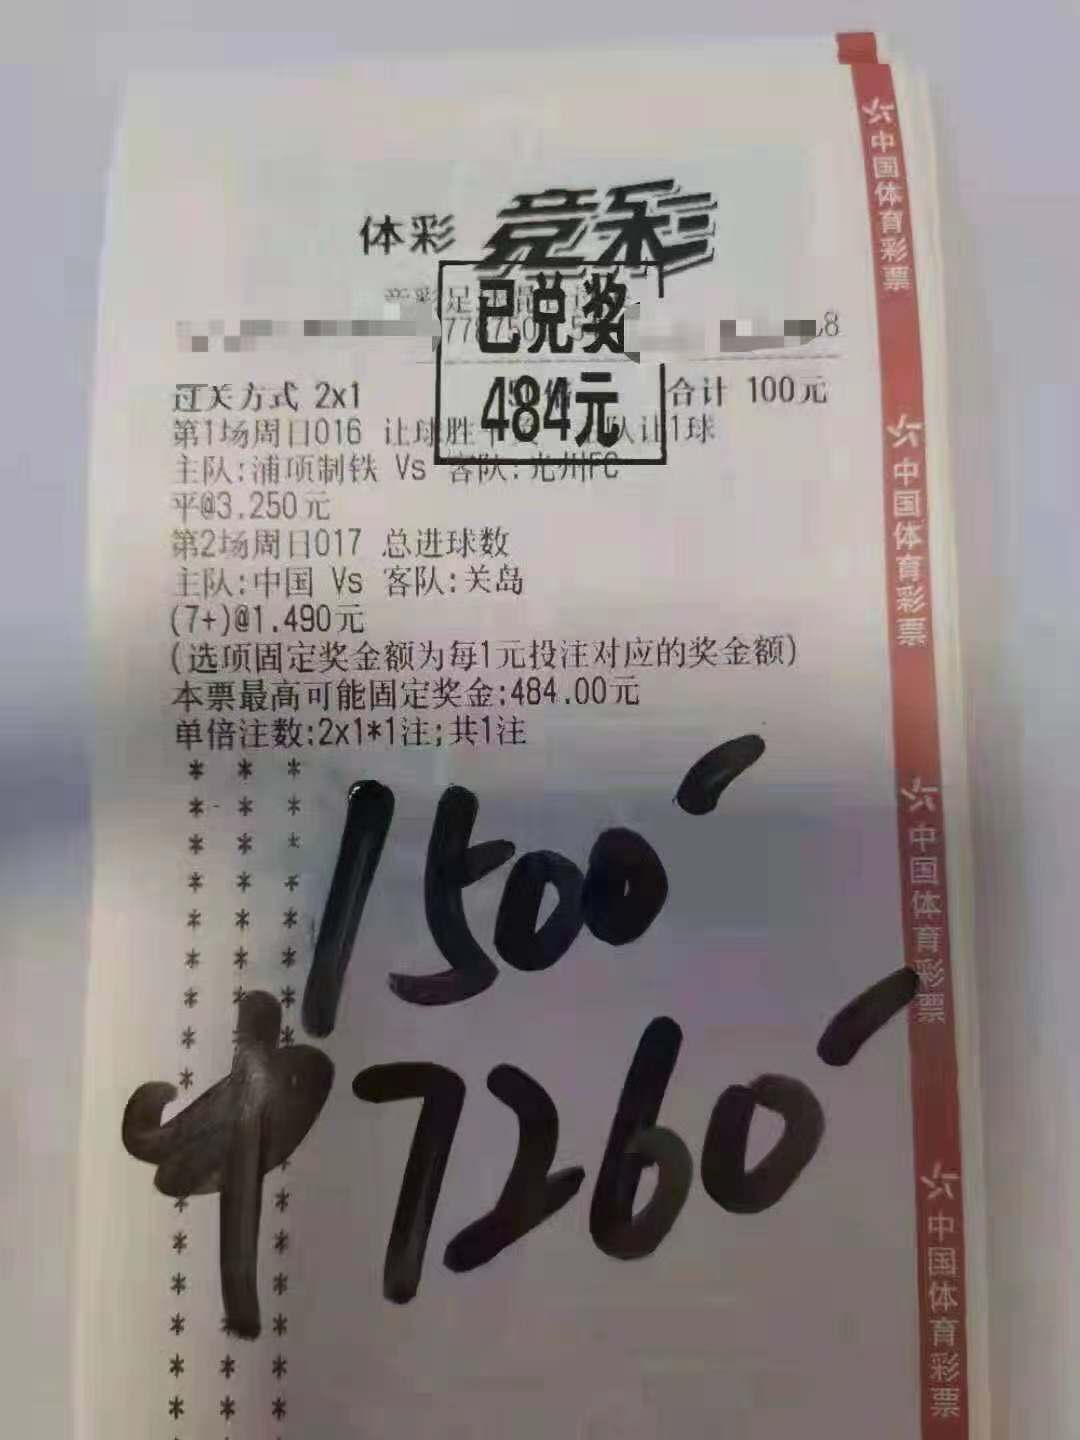 体彩 竞彩
已兑奖
484元
778750
8
过关方式 2x1 合计 100元
第1场周日016 让球胜 队让1球
主队:浦项制铁 Vs 客队:光州FC
平@3.250元
第2场周日017 总进球数
主队:中国 Vs 客队:关岛
(7+)@1.490元
(选项固定奖金额为每1元投注对应的奖金额)
本票最高可能固定奖金:484.00元
单倍注数:2x1*1注;共1注
1500
中7260
中国体育彩票
中国体育彩票
中国体育彩票
中国体育彩票